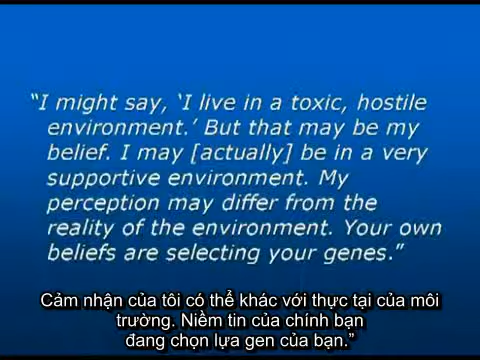 “I might say, ‘I live in a toxic, hostile
environment.’ But that may be my
belief. I may [actually] be in a very
supportive environment. My
perception may differ from the
reality of the environment. Your own
beliefs are selecting your genes.”
Cảm nhận của tôi có thể khác với thực tại của môi
trường. Niềm tin của chính bạn
đang chọn lựa gen của bạn.”